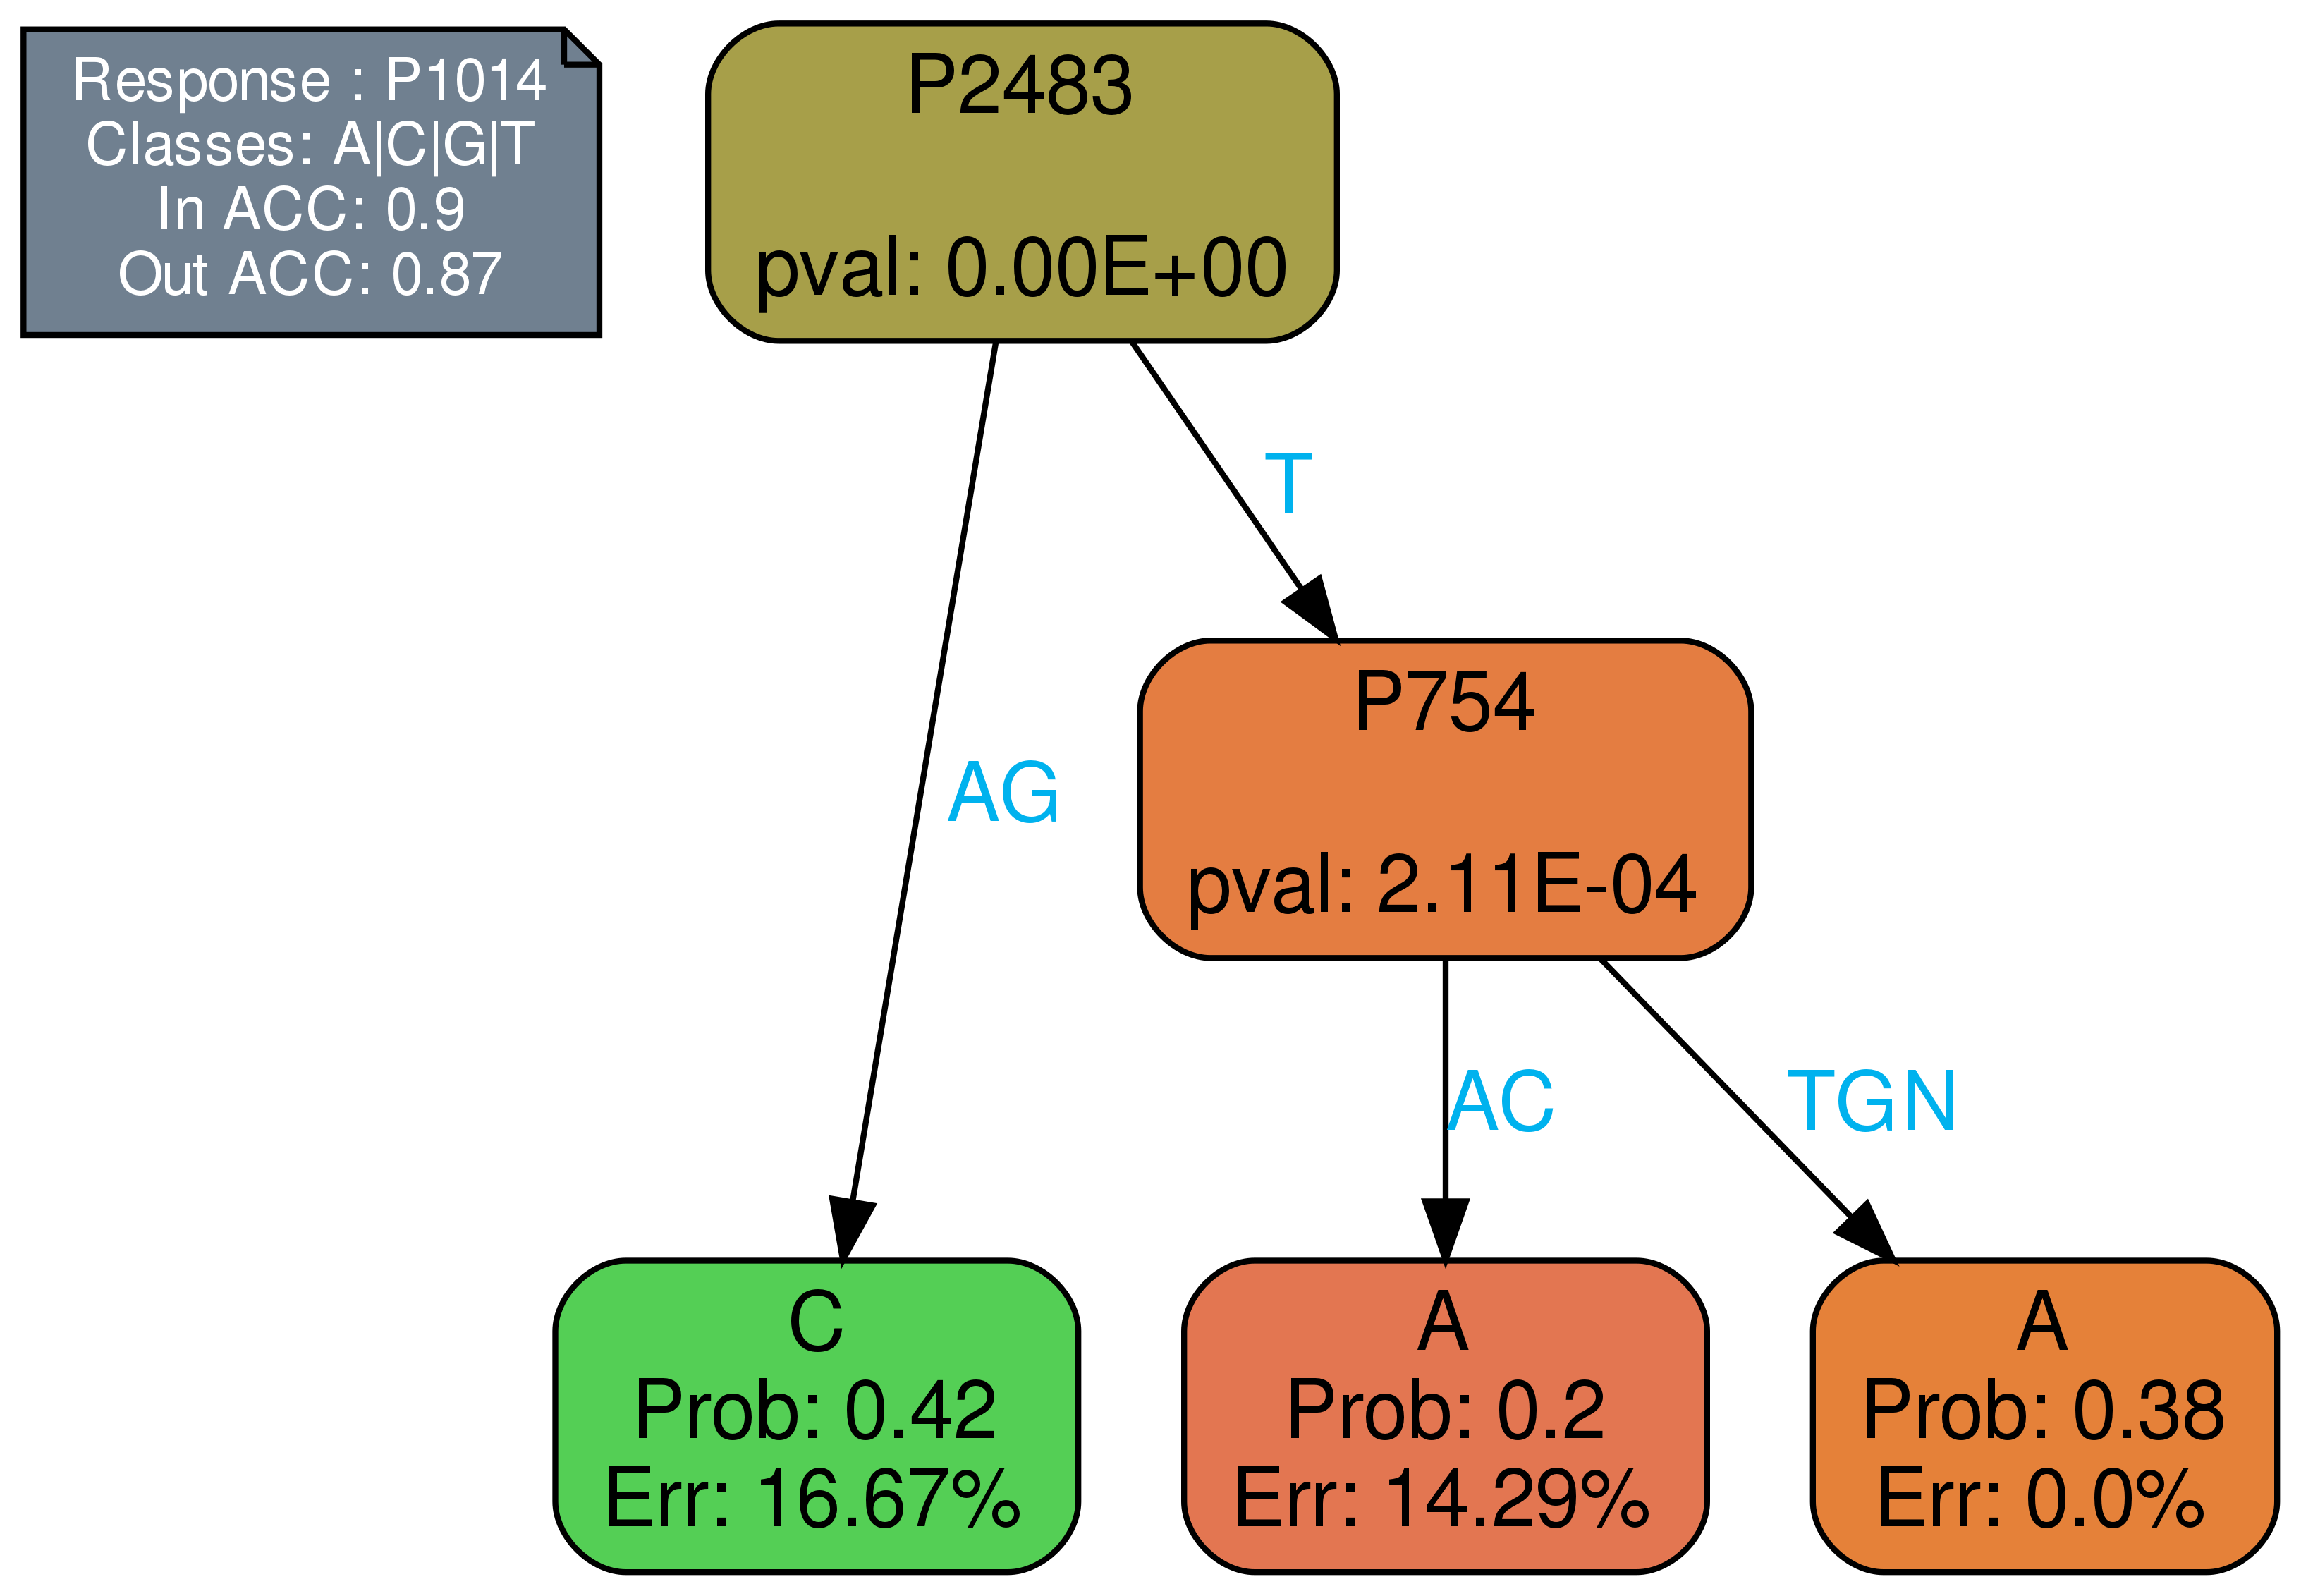 Response : P1014
Classes: A|C|G|T
In ACC: 0.9
Out ACC: 0.87
P2483
pval: 0.00E+00
T
P754
pval: 2.11E-04
AG
AC
TGN
C
Prob: 0.42
Err: 16.67%
A
Prob: 0.2
Err: 14.29%
A
Prob: 0.38
Err: 0.0%